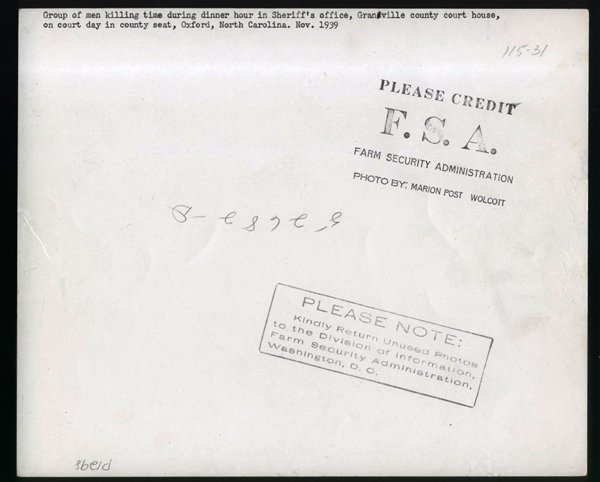 Group of men killing time during dinner hour in Sheriff's office, Granville county court house,
on court day in county seat, Oxford, North Carolina. Nov. 1939
115-31
PLEASE CREDIT
F. S. A.
FARM SECURITY ADMINISTRATION
PHOTO BY: MARION POST WOLCOTT
PLEASE NOTE:
Kindly Return Unused Photos
to the Division of Information,
Farm Security Administration,
Washington, D. C.